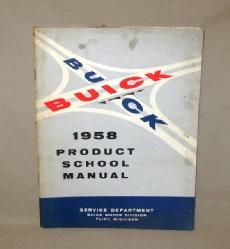 BUICK
BUICK
1958
PRODUCT
SCHOOL
MANUAL
SERVICE DEPARTMENT
BUICK MOTOR DIVISION
FLINT, MICHIGAN